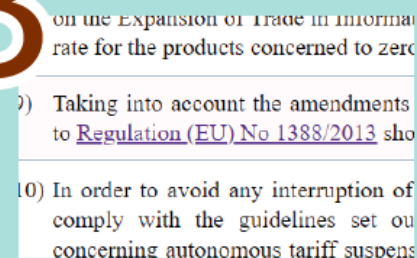 on the Expansion of Trade in Informat
rate for the products concerned to zero
9) Taking into account the amendments
to Regulation (EU) No 1388/2013 sho
10) In order to avoid any interruption of
comply with the guidelines set ou
concerning autonomous tariff suspens